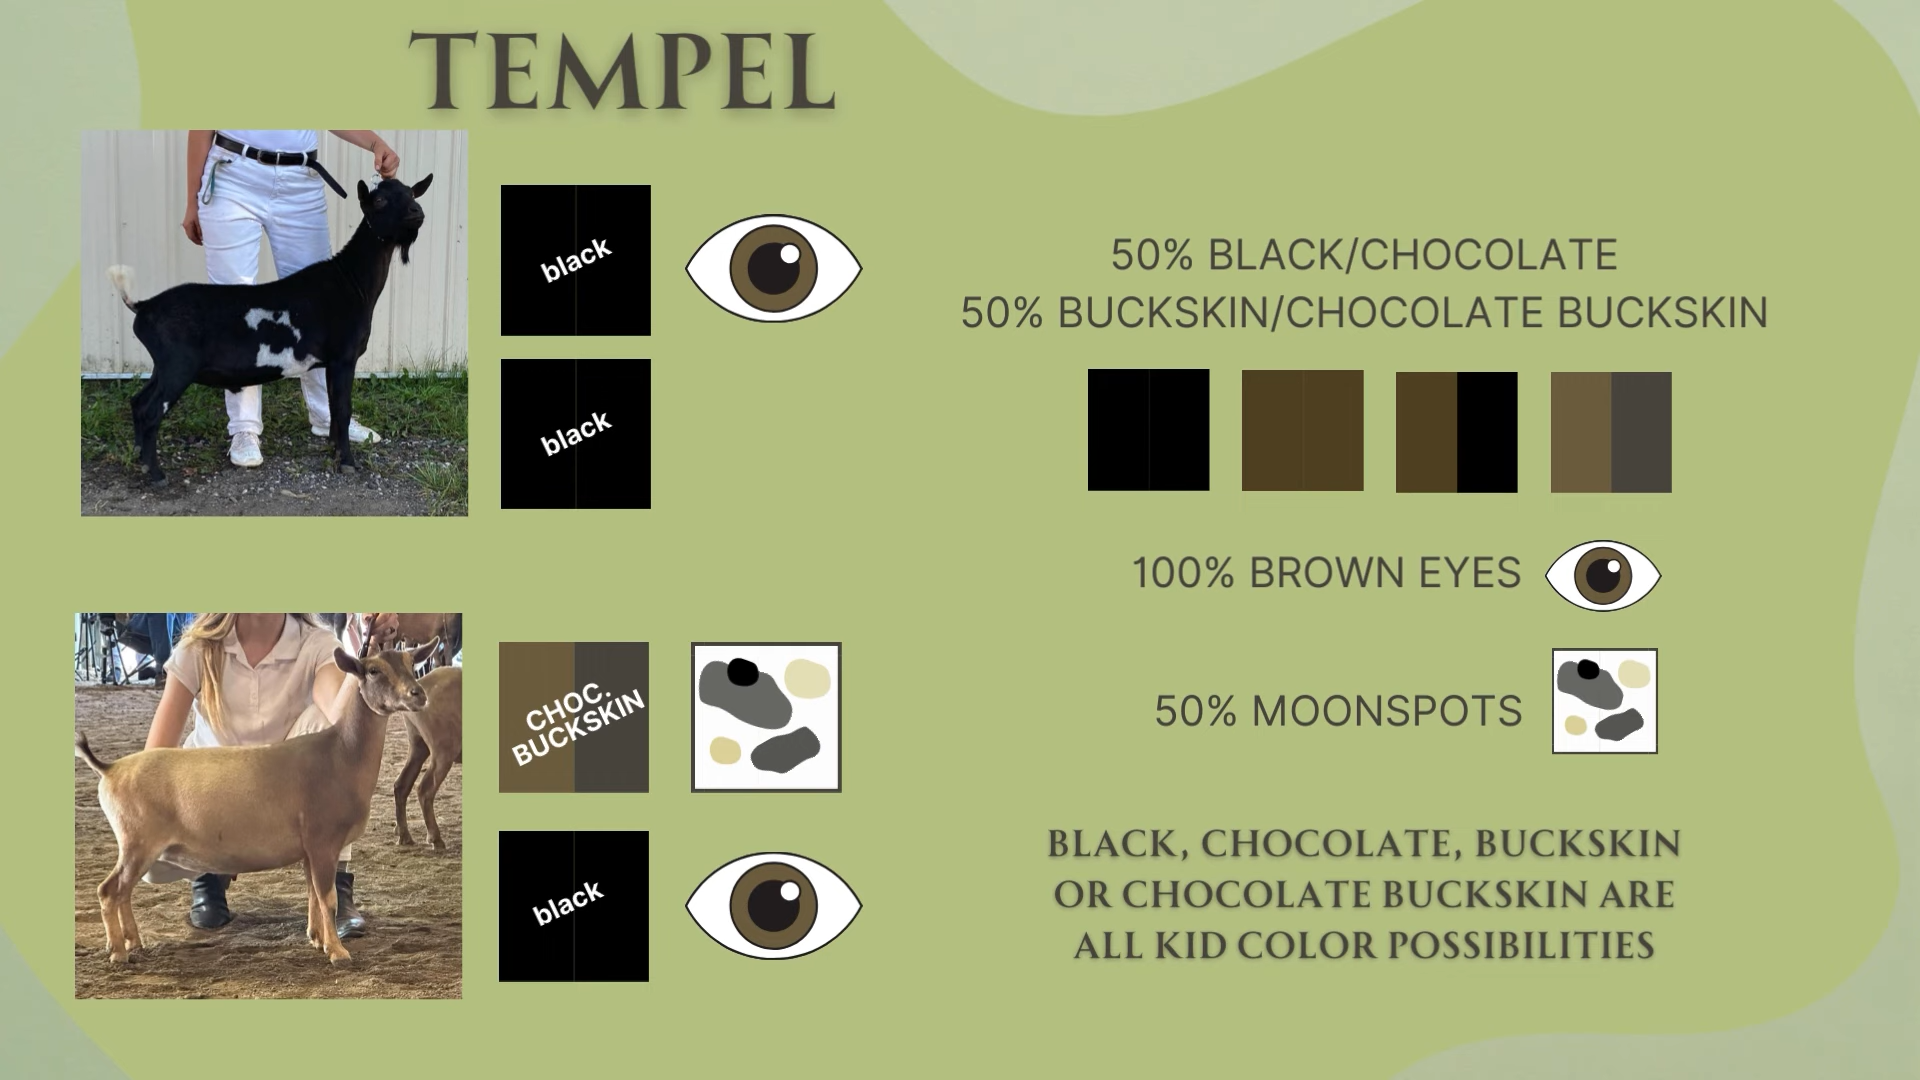 TEMPEL
black
black
CHOC.
BUCKSKIN
black
50% BLACK/CHOCOLATE
50% BUCKSKIN/CHOCOLATE BUCKSKIN
100% BROWN EYES
50% MOONSPOTS
BLACK, CHOCOLATE, BUCKSKIN
OR CHOCOLATE BUCKSKIN ARE
ALL KID COLOR POSSIBILITIES